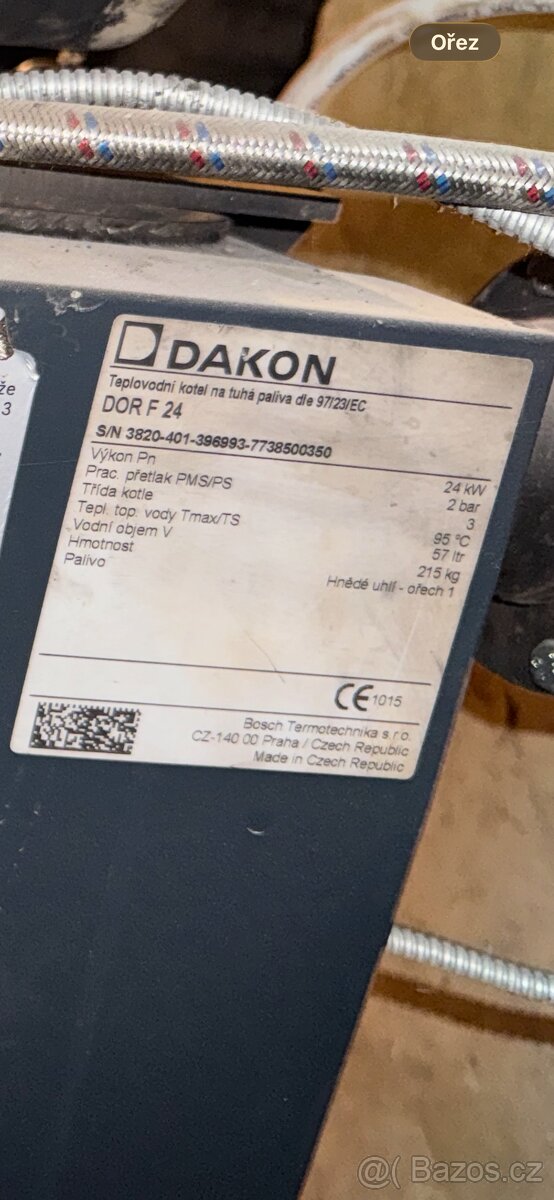 Ořez
že
3
DAKON
Teplovodní kotel na tuhá paliva dle 97/23/EC
DOR F 24
S/N 3820-401-396993-7738500350
Výkon Pn 24 kW
Prac. přetlak PMS/PS 2 bar
Třída kotle 3
Tepl. top. vody Tmax/TS 95 °C
Vodní objem V 57 ltr
Hmotnost 215 kg
Palivo Hnědé uhlí - ořech 1
CE 1015
Bosch Termotechnika s.r.o.
CZ-140 00 Praha / Czech Republic
Made in Czech Republic
@( Bazos.cz